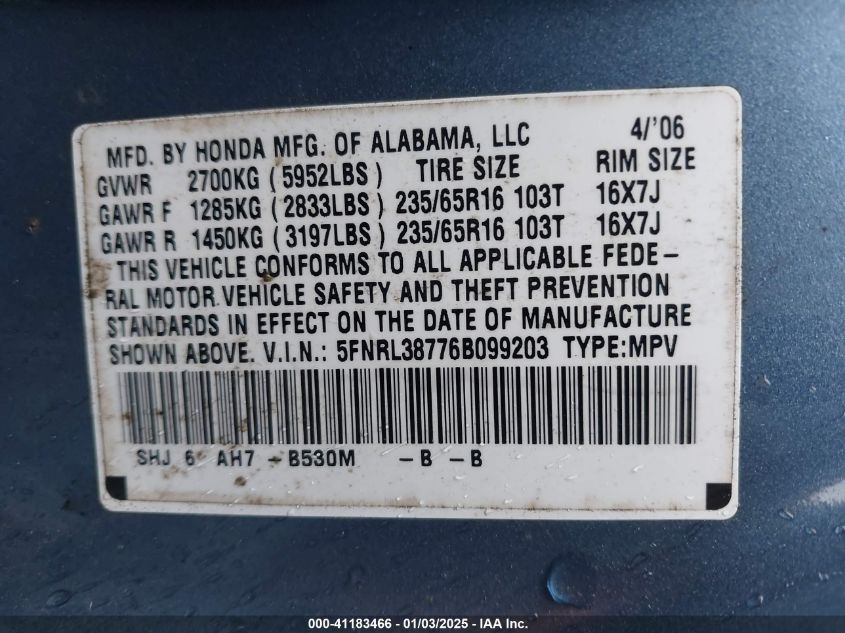 MFD. BY HONDA MFG. OF ALABAMA, LLC 4/'06
GVWR 2700KG (5952LBS) TIRE SIZE RIM SIZE
GAWR F 1285KG (2833LBS) 235/65R16 103T 16X7J
GAWR R 1450KG (3197LBS) 235/65R16 103T 16X7J
THIS VEHICLE CONFORMS TO ALL APPLICABLE FEDE-
RAL MOTOR VEHICLE SAFETY AND THEFT PREVENTION
STANDARDS IN EFFECT ON THE DATE OF MANUFACTURE
SHOWN ABOVE. V.I.N.: 5FNRL38776B099203 TYPE:MPV
SHJ 6 AH7 -B530M -B -B
000-41183466 - 01/03/2025 - IAA Inc.